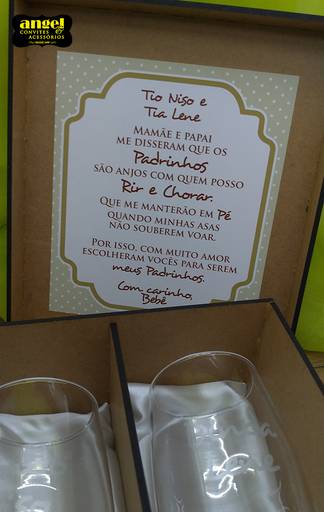 angel
CONVITES &
ACESSÓRIOS
Tio Niso e
Tia Lene
Mamãe e papai
me disseram que os
Padrinhos
são anjos com quem posso
Rir e Chorar.
Que me manterão em Pé
quando minhas asas
não souberem voar.
Por isso, com muito amor
escolheram vocês para serem
meus Padrinhos.
Com carinho,
Bebê